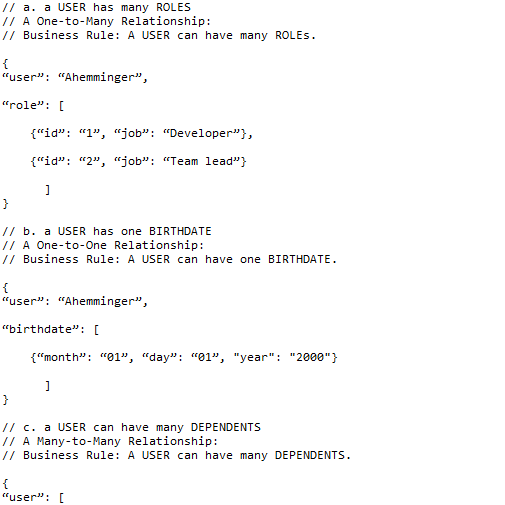 // a. a USER has many ROLES
// A One-to-Many Relationship:
// Business Rule: A USER can have many ROLEs.
{
“user”: “Ahemminger”,
“role”: [
{“id”: “1”, “job”: “Developer”},
{“id”: “2”, “job”: “Team lead”}
]
}
// b. a USER has one BIRTHDATE
// A One-to-One Relationship:
// Business Rule: A USER can have one BIRTHDATE.
{
“user”: “Ahemminger”,
“birthdate”: [
{“month”: “01”, “day”: “01”, "year": "2000"}
]
}
// c. a USER can have many DEPENDENTS
// A Many-to-Many Relationship:
// Business Rule: A USER can have many DEPENDENTS.
{
“user”: [